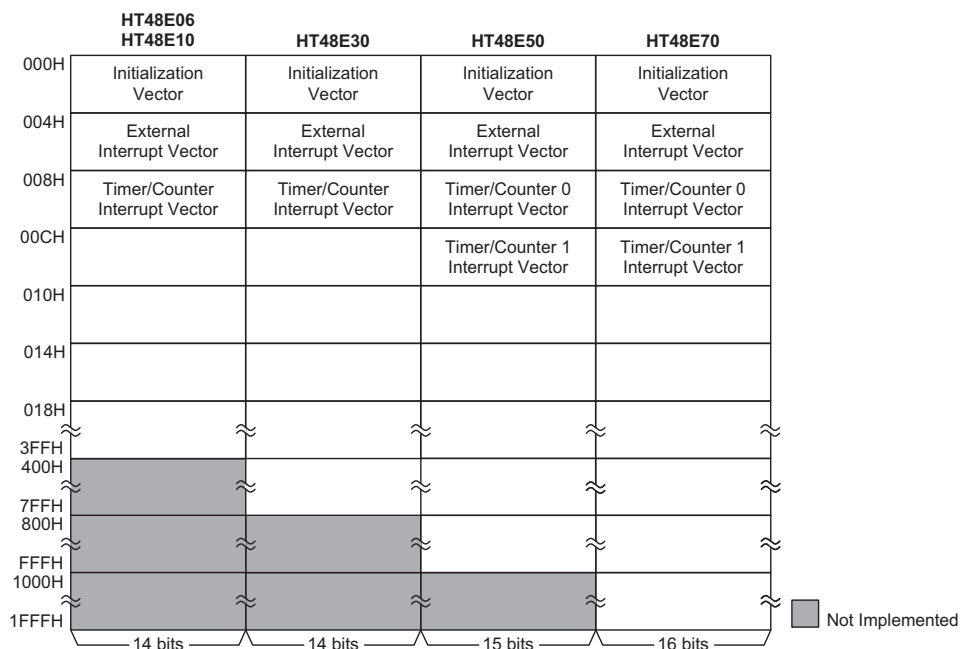 HT48E06
HT48E10 HT48E30 HT48E50 HT48E70
000H
Initialization
Vector
Initialization
Vector
Initialization
Vector
Initialization
Vector
004H
External
Interrupt Vector
External
Interrupt Vector
External
Interrupt Vector
External
Interrupt Vector
008H
Timer/Counter
Interrupt Vector
Timer/Counter
Interrupt Vector
Timer/Counter 0
Interrupt Vector
Timer/Counter 0
Interrupt Vector
00CH
Timer/Counter 1
Interrupt Vector
Timer/Counter 1
Interrupt Vector
010H
014H
018H
3FFH
400H
7FFH
800H
FFFH
1000H
1FFFH
Not Implemented
14 bits 14 bits 15 bits 16 bits